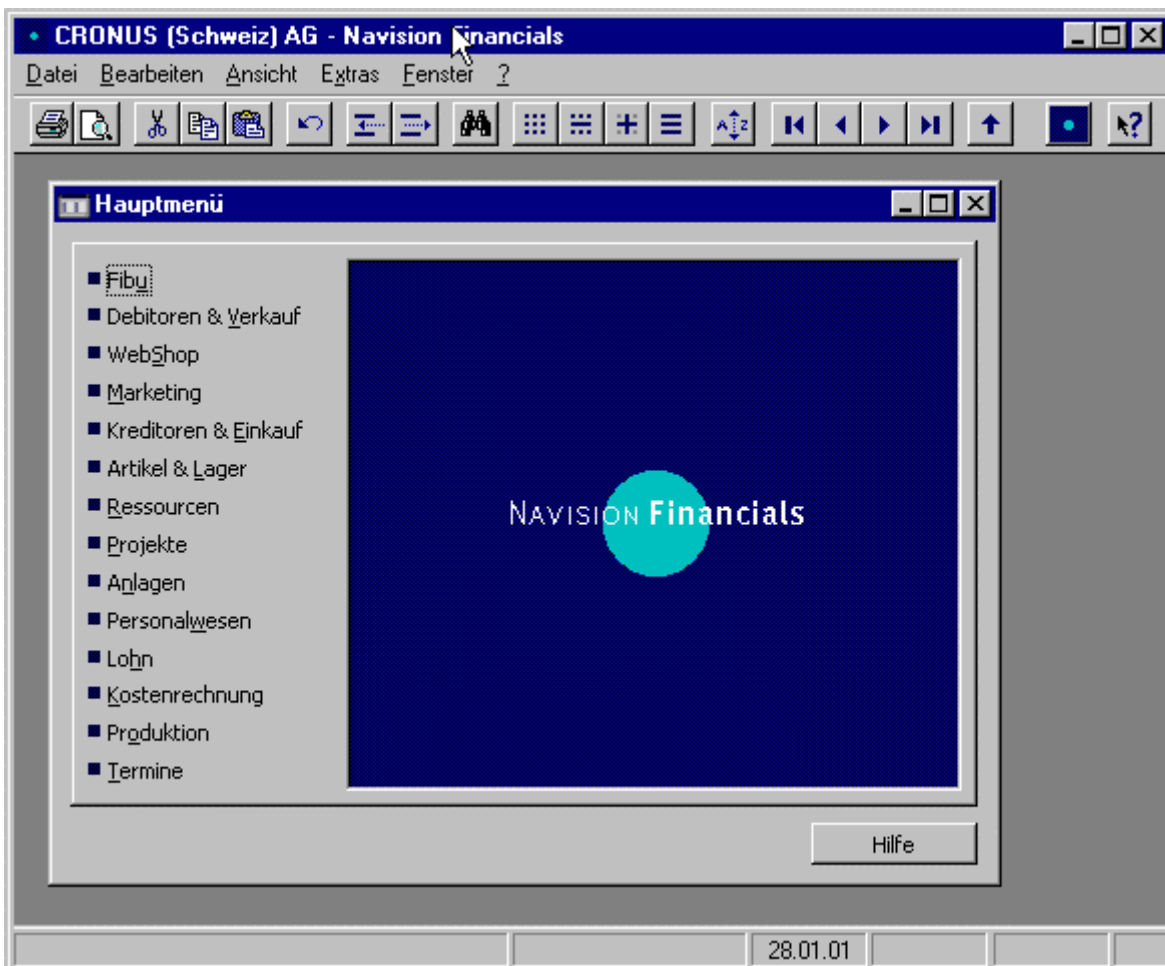 CRONUS (Schweiz) AG - Navision Financials
Datei Bearbeiten Ansicht Extras Fenster ?
Hauptmenü
Fibu
Debitoren & Verkauf
WebShop
Marketing
Kreditoren & Einkauf
Artikel & Lager
Ressourcen
Projekte
Anlagen
Personalwesen
Lohn
Kostenrechnung
Produktion
Termine
NAVISION Financials
Hilfe
28.01.01